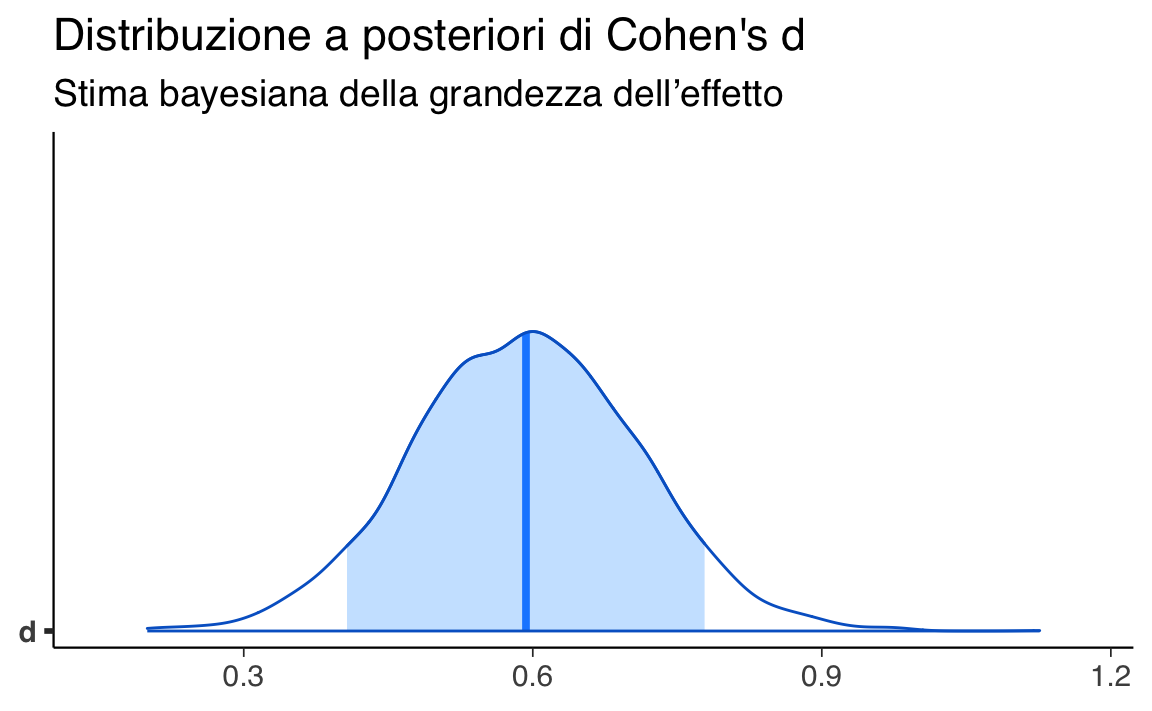 Distribuzione a posteriori di Cohen's d
Stima bayesiana della grandezza dell’effetto
d
0.3 0.6 0.9 1.2